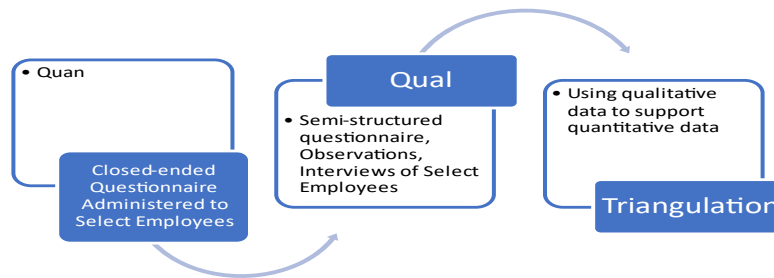 • Quan
Closed-ended
Questionnaire
Administered to
Select Employees
Qual
• Semi-structured
questionnaire,
Observations,
Interviews of Select
Employees
• Using qualitative
data to support
quantitative data
Triangulation